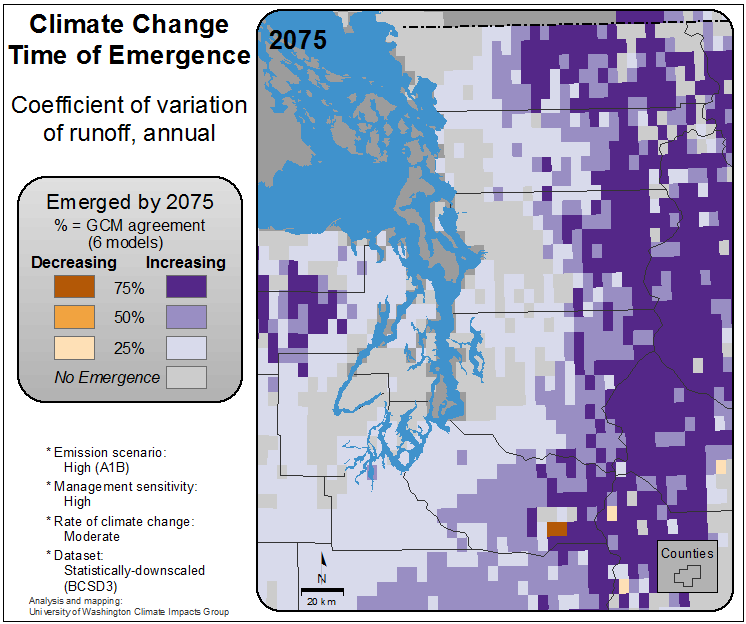 Climate Change
Time of Emergence
Coefficient of variation
of runoff, annual
Emerged by 2075
% = GCM agreement
(6 models)
Decreasing Increasing
75%
50%
25%
No Emergence
* Emission scenario:
High (A1B)
* Management sensitivity:
High
* Rate of climate change:
Moderate
* Dataset:
Statistically-downscaled
(BCSD3)
Analysis and mapping:
University of Washington Climate Impacts Group
2075
N
20 km
Counties